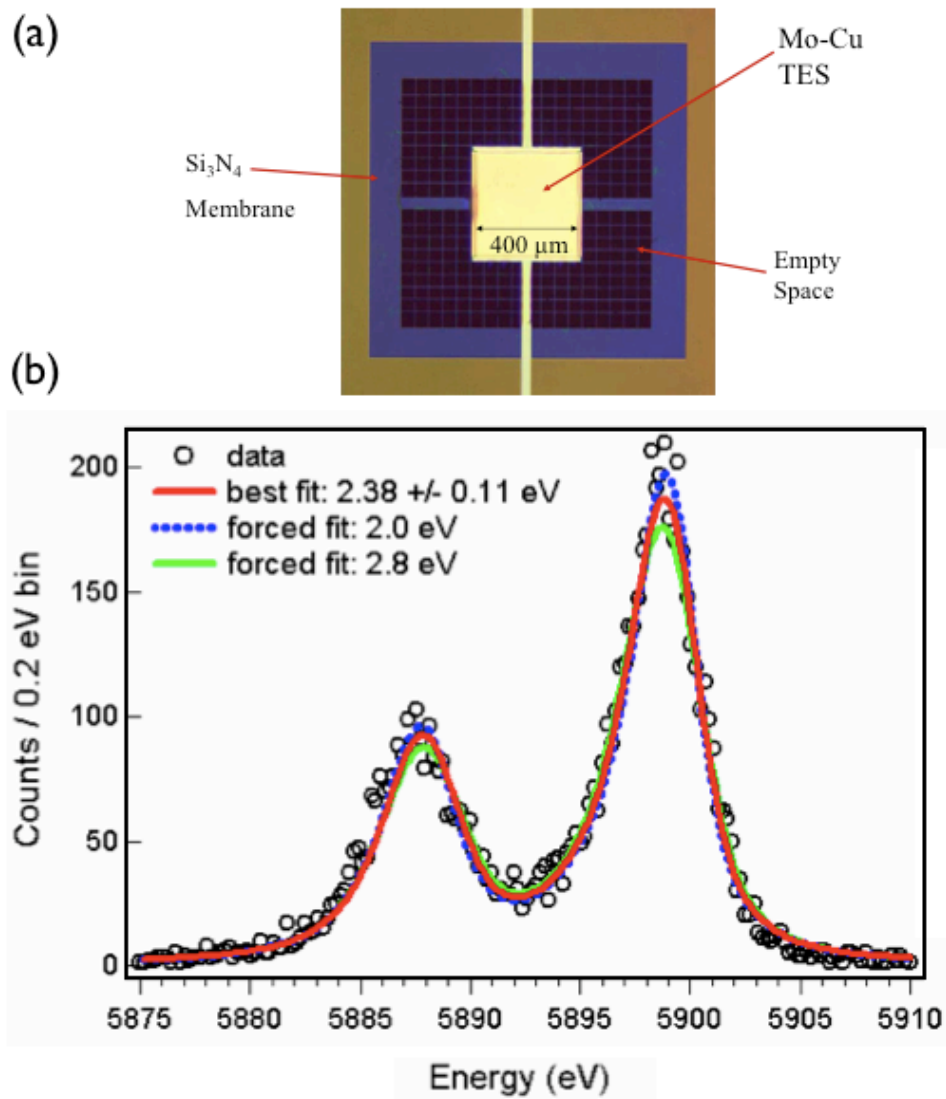 (a)
Mo-Cu
TES
Si₃N₄
Membrane
400 µm
Empty
Space
(b)
data
best fit: 2.38 +/- 0.11 eV
forced fit: 2.0 eV
forced fit: 2.8 eV
200
150
100
50
0
Counts / 0.2 eV bin
5875 5880 5885 5890 5895 5900 5905 5910
Energy (eV)